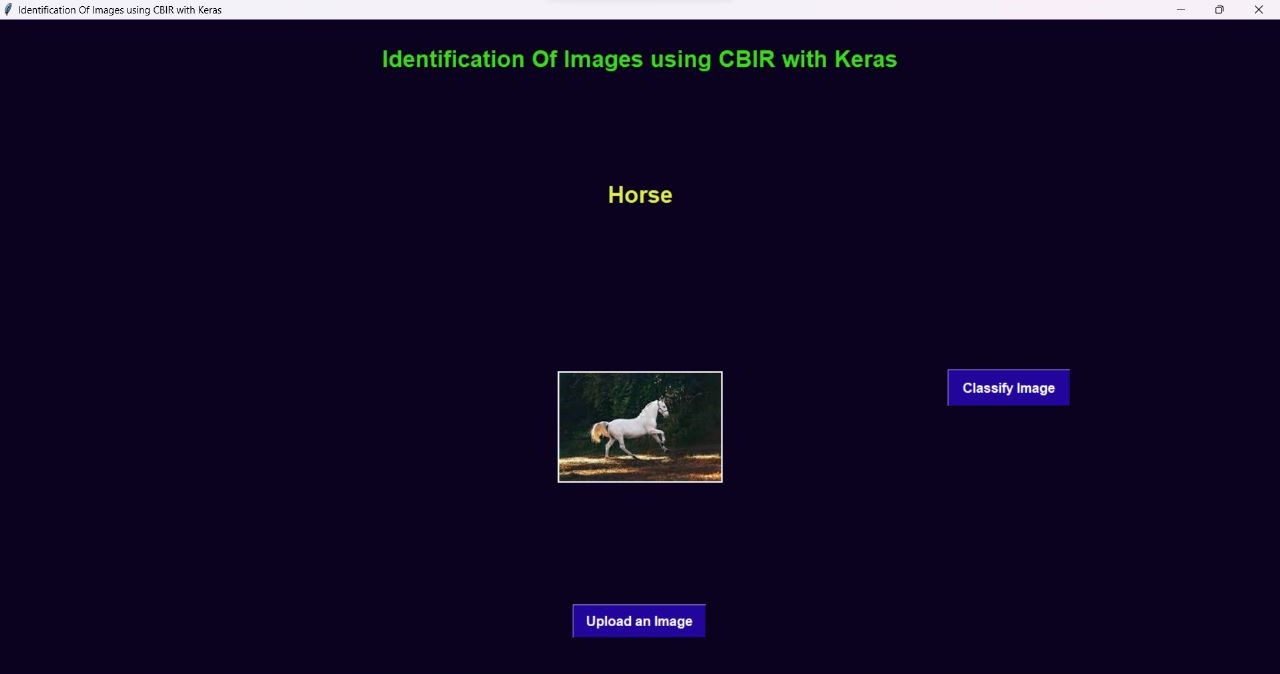 Identification Of Images using CBIR with Keras
Identification Of Images using CBIR with Keras
Horse
Classify Image
Upload an Image